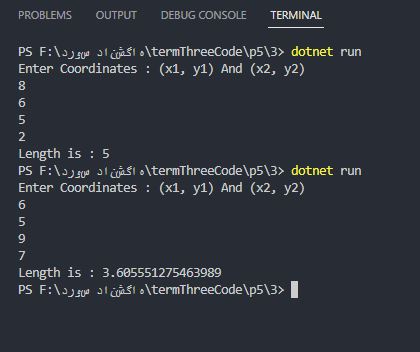 PROBLEMS OUTPUT DEBUG CONSOLE TERMINAL
PS F:\دروس دانشگاه\termThreeCode\p5\3> dotnet run
Enter Coordinates : (x1, y1) And (x2, y2)
8
6
5
2
Length is : 5
PS F:\دروس دانشگاه\termThreeCode\p5\3> dotnet run
Enter Coordinates : (x1, y1) And (x2, y2)
6
5
9
7
Length is : 3.605551275463989
PS F:\دروس دانشگاه\termThreeCode\p5\3>